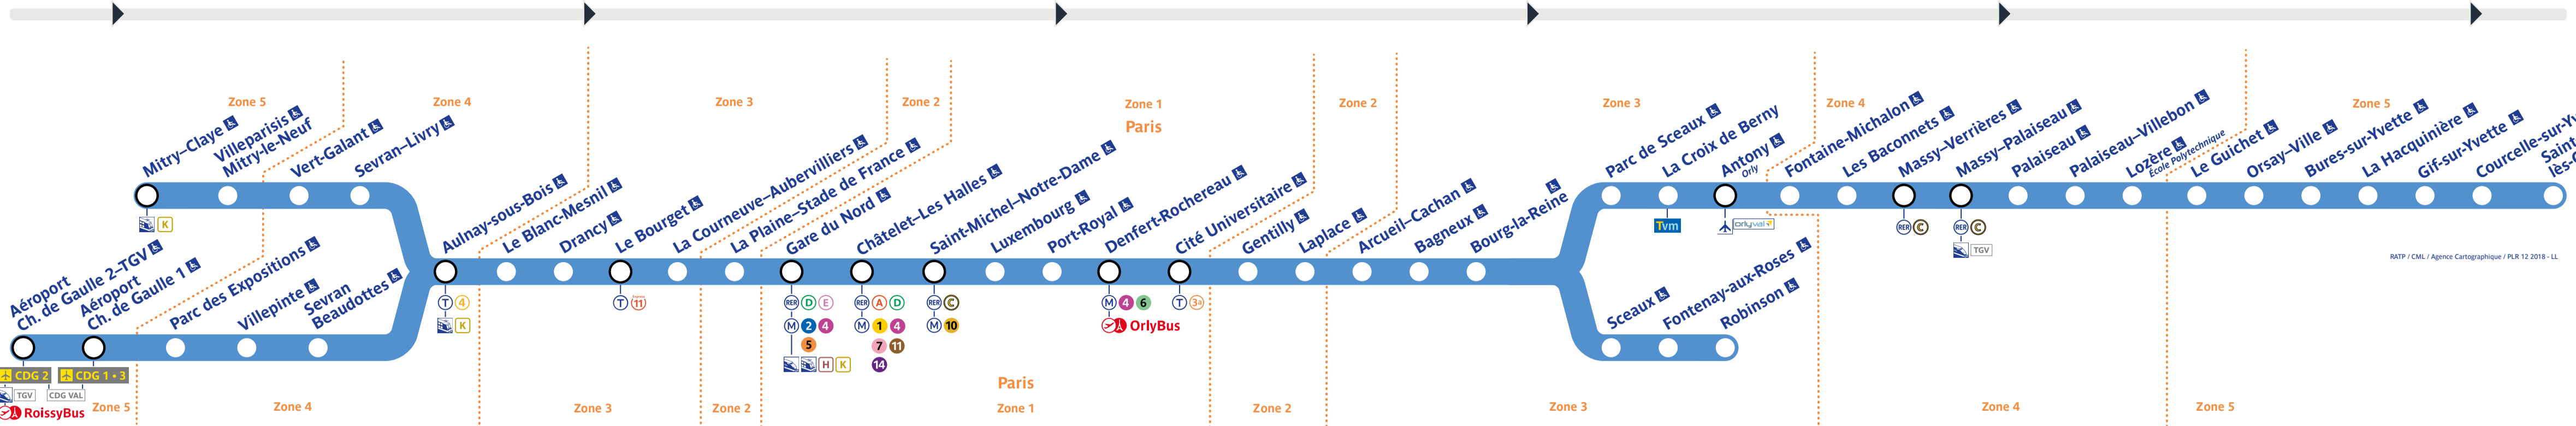 Zone 5
Zone 4
Zone 3
Zone 2
Zone 1
Paris
Zone 2
Zone 3
Zone 4
Zone 5
Mitry–Claye
Villeparisis
Mitry-le-Neuf
Vert-Galant
Sevran–Livry
K
Aéroport
Ch. de Gaulle 2–TGV
Aéroport
Ch. de Gaulle 1
Parc des Expositions
Villepinte
Sevran
Beaudottes
CDG 2
CDG 1 • 3
TGV
CDG VAL
RoissyBus
Aulnay-sous-Bois
T 4
K
Le Blanc-Mesnil
Drancy
Le Bourget
T 11
La Courneuve–Aubervilliers
La Plaine–Stade de France
Gare du Nord
RER D E
M 2 4
5
H K
Châtelet–Les Halles
RER A D
M 1 4
7 11
14
Saint-Michel–Notre-Dame
RER C
M 10
Luxembourg
Port-Royal
Denfert-Rochereau
M 4 6
OrlyBus
Cité Universitaire
T 3a
Gentilly
Laplace
Arcueil–Cachan
Bagneux
Bourg-la-Reine
Parc de Sceaux
La Croix de Berny
Tvm
Antony
Orly
orlyval
Fontaine-Michalon
Les Baconnets
Massy–Verrières
RER C
Massy–Palaiseau
RER C
TGV
Palaiseau
Palaiseau–Villebon
Lozère
École Polytechnique
Le Guichet
Orsay–Ville
Bures-sur-Yvette
La Hacquinière
Gif-sur-Yvette
Courcelle-sur-Y
Saint
lès-
Sceaux
Fontenay-aux-Roses
Robinson
RATP / CML / Agence Cartographique / PLR 12 2018 - LL
Zone 5
Zone 4
Zone 3
Zone 2
Paris
Zone 1
Zone 2
Zone 3
Zone 4
Zone 5